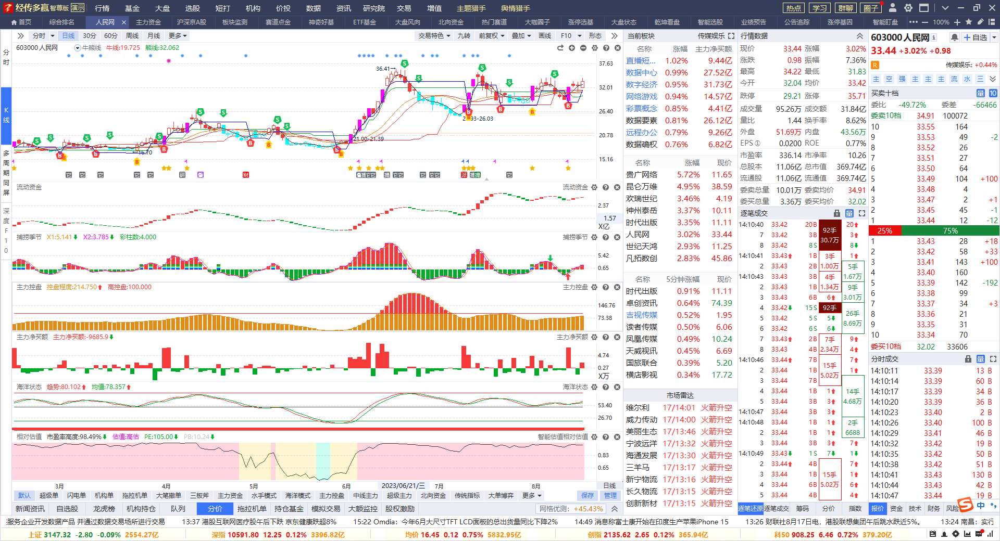 经传多赢 智尊版 演示 行情 基金 大盘 选股 短打 机构 价投 数据 资讯 研究院 交易 增值 主题猎手 舆情猎手 热点 学习 群聊 圈子
首页 综合排名 人民网 × 主力资金 沪深京A股 板块监测 赛道点金 神奇好基 ETF基金 大盘风向 北向资金 热门赛道 大咖圈子 涨停选基 大盘状态 乾坤看盘 智能选股 业绩预告 公告追踪 涨停基因 智能盯盘 100%
分时 日线 30分 60分 周线 月线 更多 交易特色 九转 前复权 叠加 画线 F10 形态
603000 人民网 牛熊线 牛线:19.725 熊线:32.062
分时
K线
多周期同屏
深度F10
37.63
36.41
32.01
26.40
20.78
15.16
-26.03
21.00-21.39
16.70
流动资金 流动资金
2.37
1.57
X亿
捕捞季节 X1:5.141 X2:3.785 彩柱数:4.000 捕捞季节
5.42
0.65
主力控盘 控盘程度:214.750 高控盘:100.000 主力控盘
146.76
73.38
主力净买额 主力净买额:-9685.9 主力净买额
4.74
0.27
X万
海洋状态 趋势:80.102 均值:78.357 海洋状态
53.40
26.70
相对估值 市盈率高度:98.49% 估值:高估 PE:105.00 PB:10.24 智能估值相对估值
0.83
0.65
3月 4月 5月 6月 2023/06/21/三 7月 8月 日线
默认 超级单 闪电单 机构单 拖拉机单 大笔撤单 三板斧 主力资金 水手模式 海洋模式 主力控盘 中线主力 超级主力 北向资金 传统指标 大单博弈 更多 保存 管理
新闻资讯 自选股 龙虎榜 机构持仓 队列 分价 拖拉机单 持仓基金 模拟交易 大额监控 股权激励 网格优测: +45.43%
当前板块 传媒娱乐
名称 涨幅 主力净买额
直播短... 1.02% 9.44亿
数据中心 0.99% 27.52亿
数字经济 0.95% 31.73亿
网络游戏 0.94% 14.57亿
彩票概念 0.85% 4.41亿
数据要素 0.81% 26.12亿
远程办公 0.79% 9.26亿
数据确权 0.76% 6.82亿
名称 涨幅 现价
贵广网络 5.72% 11.65
昆仑万维 4.95% 38.59
欢瑞世纪 3.46% 4.19
神州泰岳 3.37% 10.11
时代出版 3.35% 11.11
人民网 3.02% 33.44
世纪天鸿 2.93% 11.25
凡拓数创 2.83% 45.86
名称 5分钟涨幅 现价
时代出版 0.91% 11.11
卓创资讯 0.64% 74.39
吉视传媒 0.52% 1.95
读者传媒 0.50% 6.06
凤凰传媒 0.49% 10.24
天威视讯 0.45% 6.69
国旅联合 0.39% 5.20
横店影视 0.34% 17.72
市场雷达
维尔利 17/14:01 火箭升空
威力传动 17/14:00 火箭升空
美丽生态 17/13:46 火箭升空
宁波远洋 17/13:32 火箭升空
海通发展 17/13:30 火箭升空
三羊马 17/13:17 火箭升空
新宁物流 17/13:16 火箭升空
长久物流 17/13:15 火箭升空
创新新材 17/13:15 火箭升空
行情数据
现价 33.44 涨幅 3.02%
涨跌 0.98 振幅 7.36%
最高 34.22 最低 31.83
今开 32.04 均价 33.42
跌停 29.21 涨停 35.71
成交量 95.26万 成交额 31.84亿
量比 1.44 换手率 8.62%
外盘 51.69万 内盘 43.56万
EPS① 0.0200 ROE 0.77%
市盈率 336.14 市净率 10.26
总股本 11.06亿 总市值 369.74亿
流通股 11.06亿 流通值 369.74亿
委卖总量 10.01万 委卖均价 34.91
委买总量 3.36万 委买均价 32.02
逐笔成交 量
14:10:40 33.42 20B 92手 20
7 33.42 3B 30.7万 3
8 33.42 8S 8
14:10:41 33.43 1B 3手 1
2 33.43 2B 1.00万 5手
14:10:43 33.43 3B 4手 1.67万
2 33.43 1B 1.34万 9手
3 33.43 6B 6 3.01万
4 33.42 15S 92手
5 33.42 5S 5 26手
6 33.42 6S 6 8.69万
7 33.43 2B 7手 9
8 33.43 4B 2.34万 4
14:10:46 33.44 7B 15手 7
2 33.44 1B 5.02万 1
3 33.44 7B
4 33.44 1B 1 14手
5 33.44 3B 3 4.68万
14:10:47 33.44 3B 3
14:10:48 33.44 1B 1 2手
2 33.44 1B 1 6688
3 33.44 3B 3 7
14:10:49 33.43 1S 7 1
2 33.44 4B 7
3 33.44 1B 15手 1
4 33.44 6B 5.02万 6
5 33.44 4B 4
逐笔还原 逐笔成交 筹码 分价 指数
603000 人民网
自选
33.44 +3.02% +0.98
R 传媒娱乐: +0.44%
主 空 强 主 主 主 流 水 三
买卖十档 量 10
委比 -49.72% 委差 -66466
委卖10档 34.91 100072
10 33.55 164
9 33.53 49 -2
8 33.52 26
7 33.51 27
6 33.50 64
5 33.49 104 +100
4 33.48 4
3 33.47 2 +1
2 33.45 45 -1
1 33.44 12 -12
25% 75%
1 33.43 28 +18
2 33.42 58 +33
3 33.41 143 +100
4 33.40 160
5 33.39 142 -192
6 33.38 99
7 33.37 34 +3
8 33.36 21
9 33.35 31
10 33.34 70
委买10档 32.02 33606
分时成交 量
14:10:11 33.39 13 B
14:10:14 33.39 60 B
14:10:17 33.39 34 B
14:10:20 33.39 36 B
14:10:23 33.40 2 B
14:10:26 33.40 100 B
14:10:29 33.41 46 B
14:10:32 33.42 19 B
14:10:35 33.42 50 B
14:10:38 33.42 51 B
14:10:41 33.43 130 B
14:10:44 33.43 42 B
14:10:47 33.44 19 B
报价 资金 技术 财务 风险 中
服务企业开发数据产品 并通过数据交易场所进行交易 13:37 港股互联网医疗股午后下跌 京东健康跌超8% 15:22 Omdia：今年6月大尺寸TFT LCD面板的总出货量同比下降2% 14:49 消息称富士康开始在印度生产苹果iPhone 15 13:26 财联社8月17日电，港股联想集团午后跳水跌近5%。 13:24 南昌：实行
上证 3147.32 -2.80 -0.09% 2554.27亿 深指 10591.80 12.25 0.12% 3396.82亿 均价 16.45 0.12 0.75% 5832.95亿 创指 2135.62 2.65 0.12% 365.94亿 科50 908.25 6.46 0.72% 379.20亿